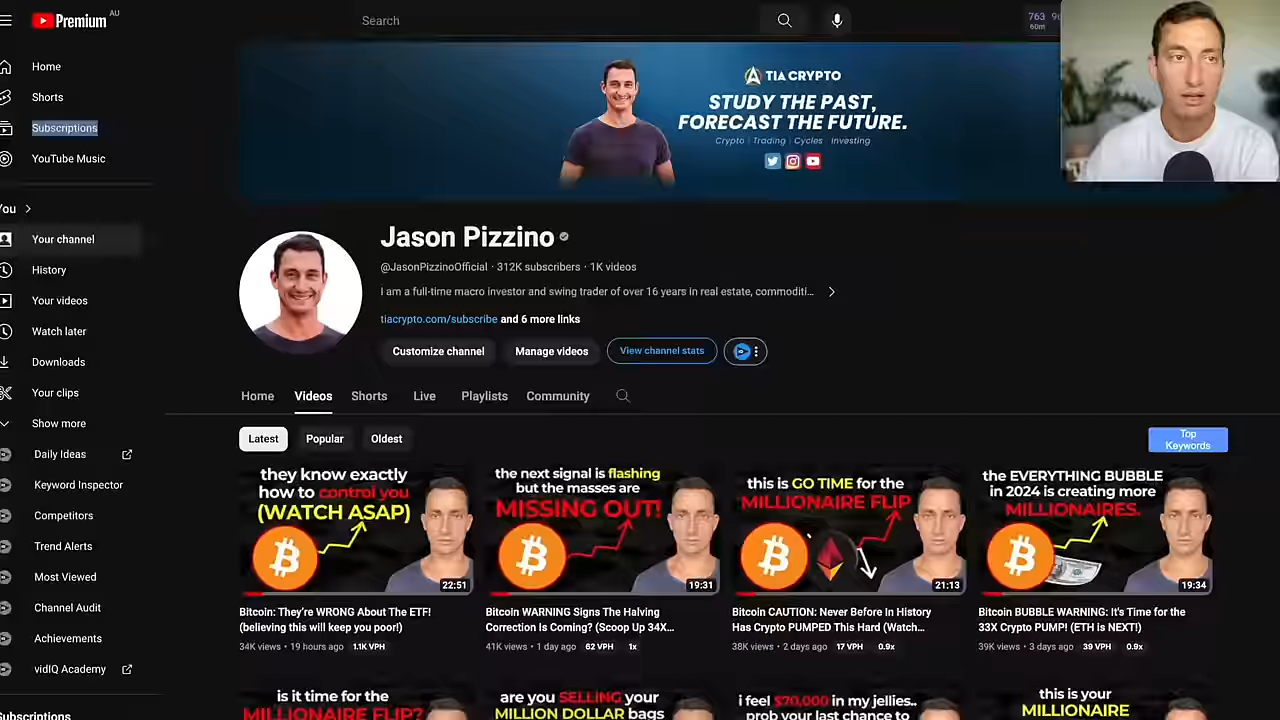 Premium AU
Search
763
60m
Home
Shorts
Subscriptions
YouTube Music
You
Your channel
History
Your videos
Watch later
Downloads
Your clips
Show more
Daily Ideas
Keyword Inspector
Competitors
Trend Alerts
Most Viewed
Channel Audit
Achievements
vidIQ Academy
Subscriptions
TIA CRYPTO
STUDY THE PAST,
FORECAST THE FUTURE.
Crypto | Trading | Cycles | Investing
Jason Pizzino
@JasonPizzinoOfficial · 312K subscribers · 1K videos
I am a full-time macro investor and swing trader of over 16 years in real estate, commoditi...
tiacrypto.com/subscribe and 6 more links
Customize channel
Manage videos
View channel stats
Home
Videos
Shorts
Live
Playlists
Community
Latest
Popular
Oldest
Top
Keywords
they know exactly
how to control you
(WATCH ASAP)
22:51
Bitcoin: They're WRONG About The ETF!
(believing this will keep you poor!)
34K views · 19 hours ago 1.1K VPH
the next signal is flashing
but the masses are
MISSING OUT!
19:31
Bitcoin WARNING Signs The Halving
Correction Is Coming? (Scoop Up 34X...
41K views · 1 day ago 62 VPH 1x
this is GO TIME for the
MILLIONAIRE FLIP
21:13
Bitcoin CAUTION: Never Before In History
Has Crypto PUMPED This Hard (Watch...
38K views · 2 days ago 17 VPH 0.9x
the EVERYTHING BUBBLE
in 2024 is creating more
MILLIONAIRES.
19:34
Bitcoin BUBBLE WARNING: It's Time for the
33X Crypto PUMP! (ETH is NEXT!)
39K views · 3 days ago 39 VPH 0.9x
is it time for the
MILLIONAIRE FLIP?
are you SELLING your
MILLION DOLLAR bags
i feel $70,000 in my jellies..
prob your last chance to
this is your
MILLIONAIRE